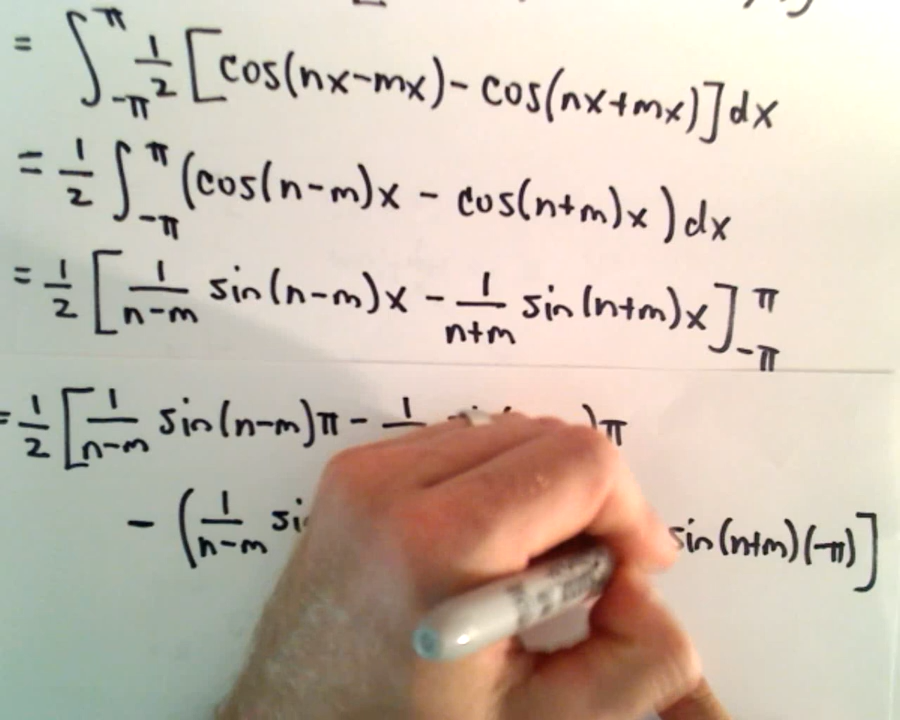 = ∫_{-π}^{π} 1/2 [cos(nx-mx) - cos(nx+mx)] dx
= 1/2 ∫_{-π}^{π} (cos(n-m)x - cos(n+m)x) dx
= 1/2 [1/(n-m) sin(n-m)x - 1/(n+m) sin(n+m)x]_{-π}^{π}
= 1/2 [1/(n-m) sin(n-m)π - 1 )π
- (1/(n-m) sin(n+m)(-π)]